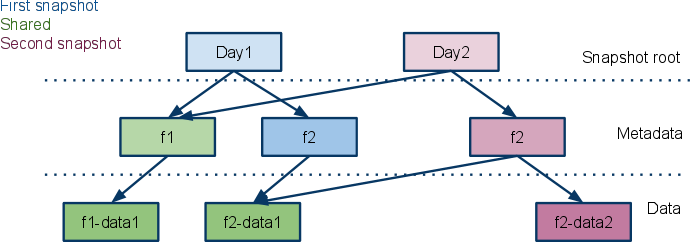 First snapshot
Shared
Second snapshot
Day1
Day2
Snapshot root
f1
f2
f2
Metadata
f1-data1
f2-data1
f2-data2
Data